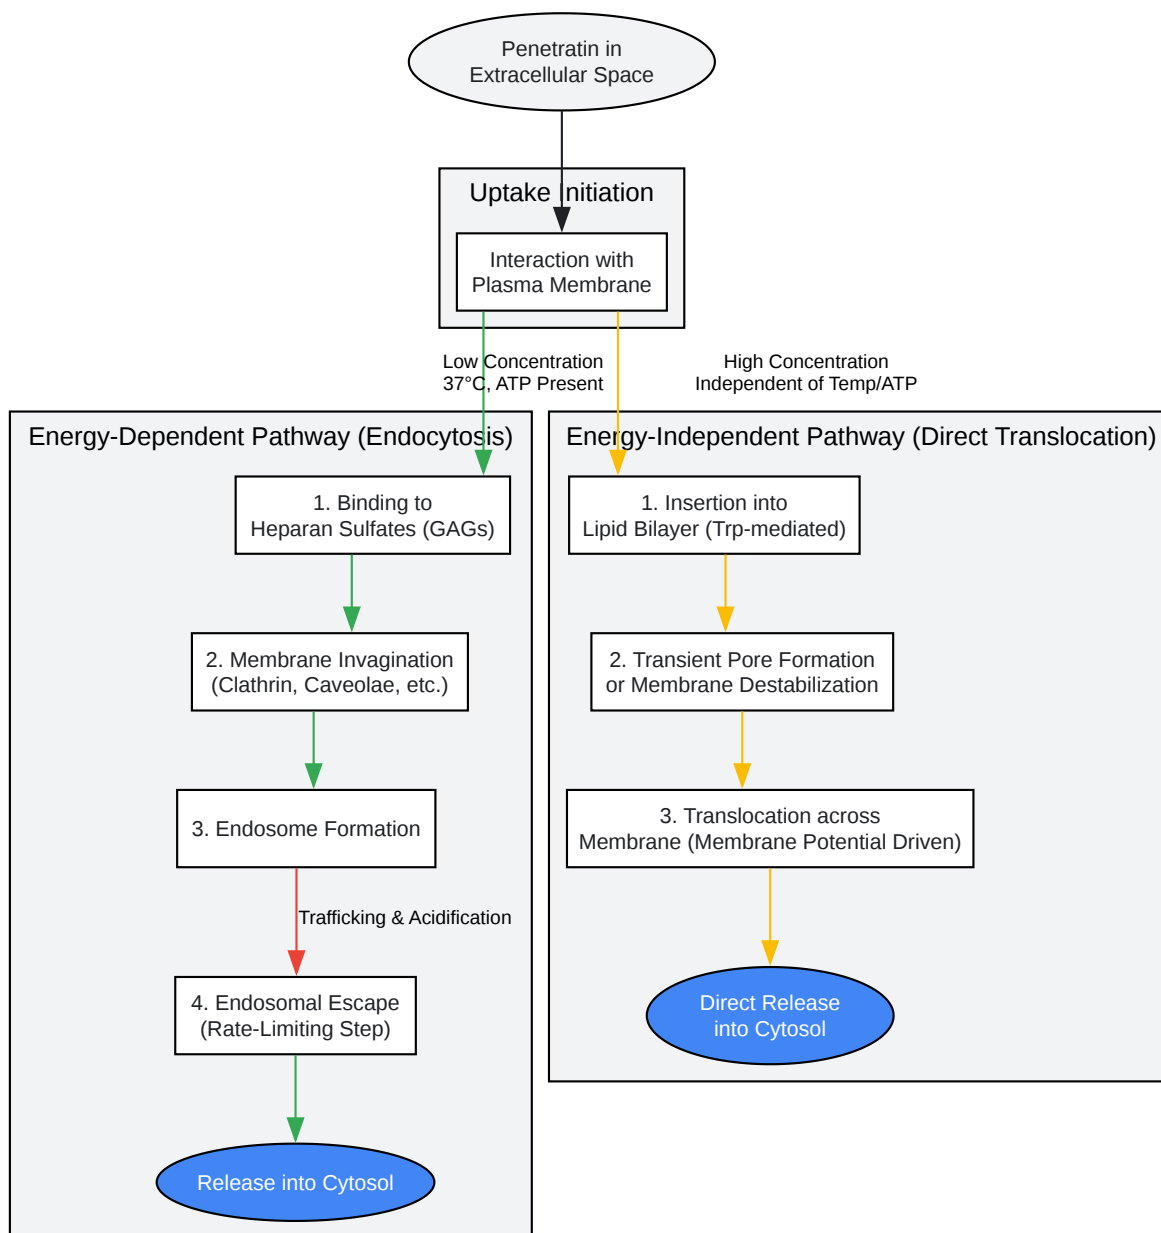 Penetratin in
Extracellular Space
Uptake Initiation
Interaction with
Plasma Membrane
Low Concentration
37°C, ATP Present
High Concentration
Independent of Temp/ATP
Energy-Dependent Pathway (Endocytosis)
1. Binding to
Heparan Sulfates (GAGs)
2. Membrane Invagination
(Clathrin, Caveolae, etc.)
3. Endosome Formation
Trafficking & Acidification
4. Endosomal Escape
(Rate-Limiting Step)
Release into Cytosol
Energy-Independent Pathway (Direct Translocation)
1. Insertion into
Lipid Bilayer (Trp-mediated)
2. Transient Pore Formation
or Membrane Destabilization
3. Translocation across
Membrane (Membrane Potential Driven)
Direct Release
into Cytosol